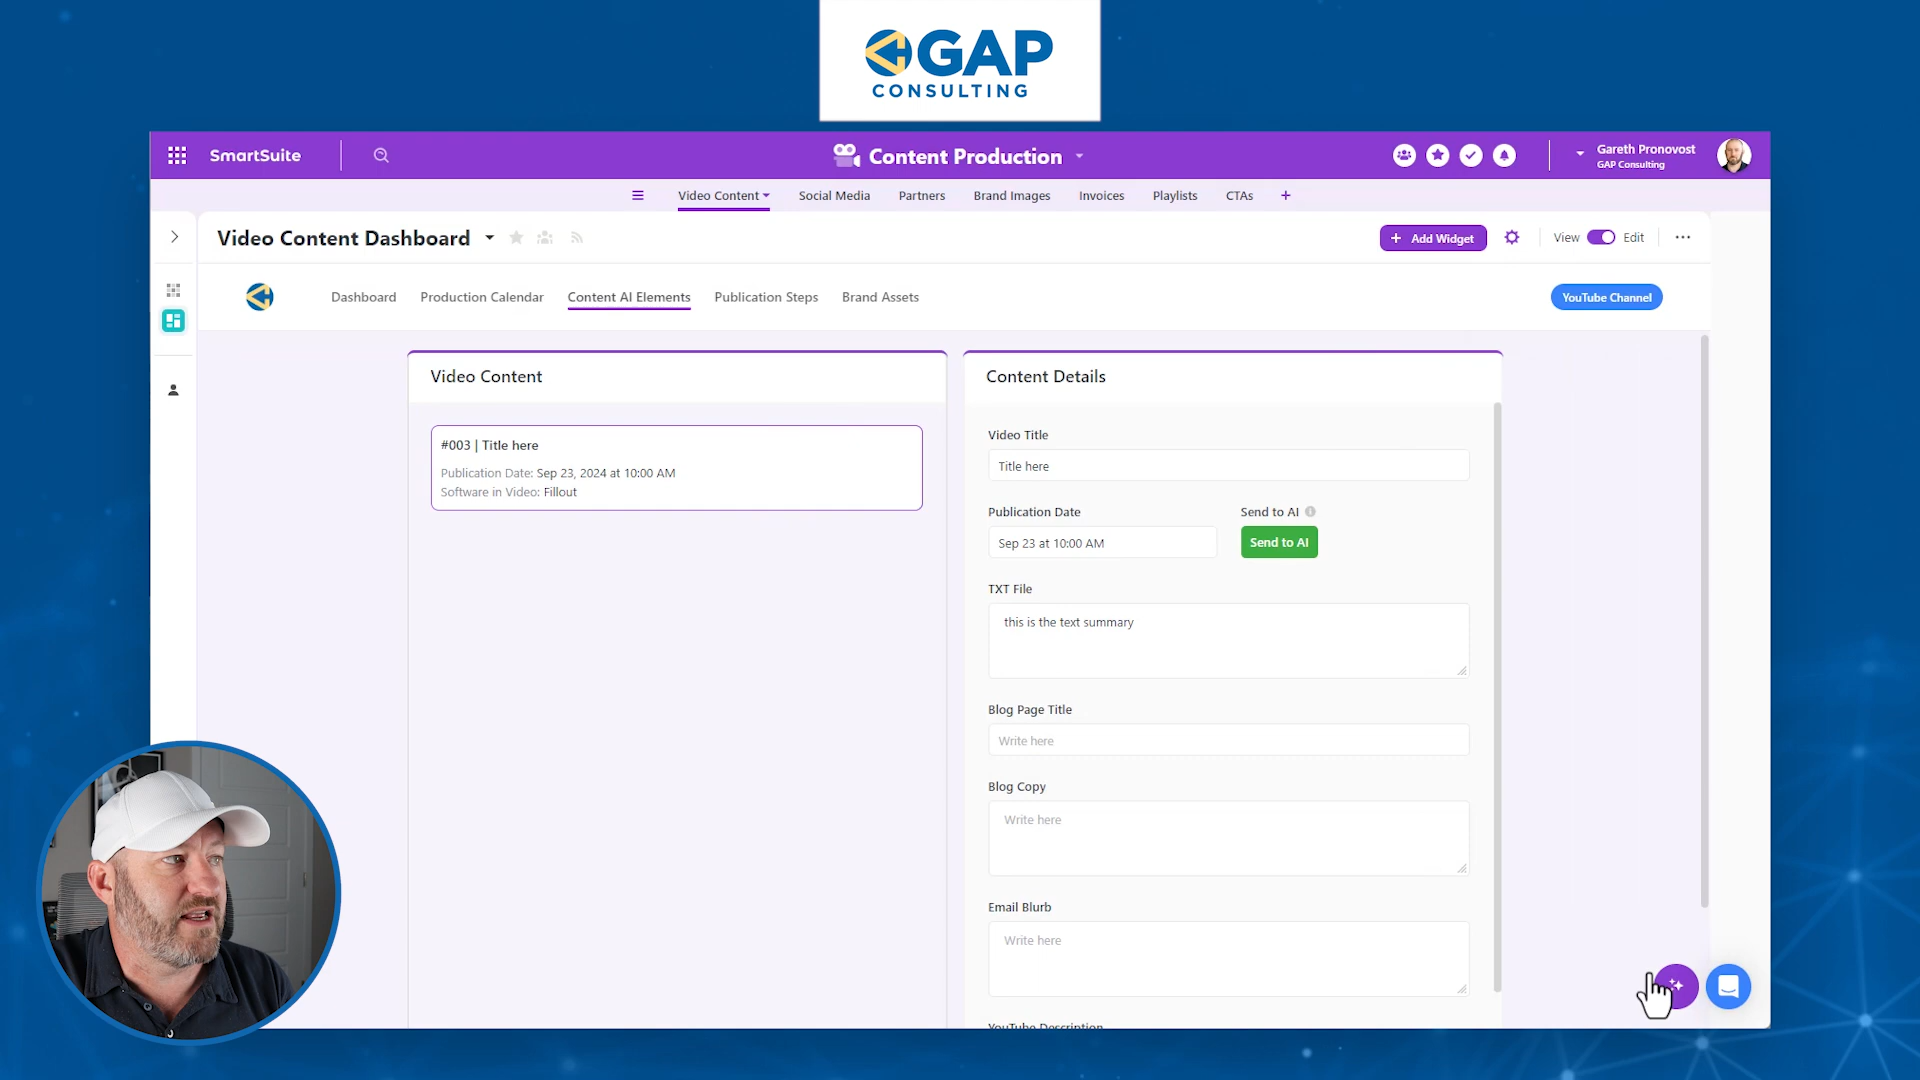 GAP
CONSULTING
SmartSuite
Content Production
Gareth Pronovost
GAP Consulting
Video Content
Social Media
Partners
Brand Images
Invoices
Playlists
CTAs
Video Content Dashboard
+ Add Widget
View
Edit
Dashboard
Production Calendar
Content AI Elements
Publication Steps
Brand Assets
YouTube Channel
Video Content
#003 | Title here
Publication Date: Sep 23, 2024 at 10:00 AM
Software in Video: Fillout
Content Details
Video Title
Title here
Publication Date
Send to AI
Sep 23 at 10:00 AM
Send to AI
TXT File
this is the text summary
Blog Page Title
Write here
Blog Copy
Write here
Email Blurb
Write here
YouTube Description